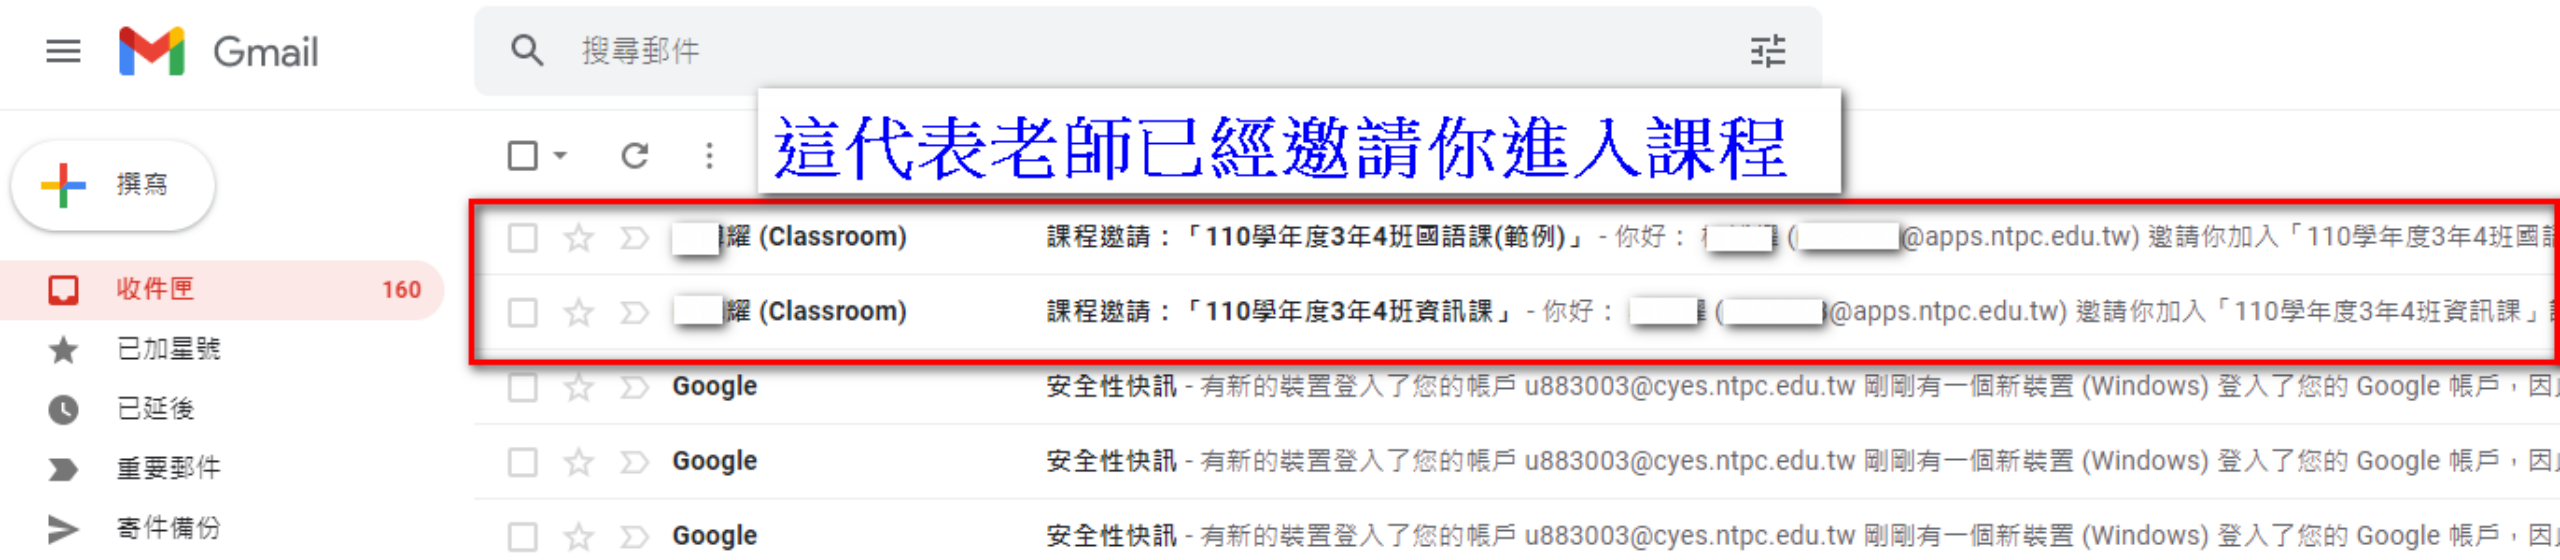 Gmail
搜尋郵件
這代表老師已經邀請你進入課程
撰寫
耀 (Classroom) 課程邀請：「110學年度3年4班國語課(範例)」 - 你好： ( @apps.ntpc.edu.tw) 邀請你加入「110學年度3年4班國
收件匣 160
耀 (Classroom) 課程邀請：「110學年度3年4班資訊課」 - 你好： ( @apps.ntpc.edu.tw) 邀請你加入「110學年度3年4班資訊課」
已加星號
Google 安全性快訊 - 有新的裝置登入了您的帳戶 u883003@cyes.ntpc.edu.tw 剛剛有一個新裝置 (Windows) 登入了您的 Google 帳戶，因
已延後
Google 安全性快訊 - 有新的裝置登入了您的帳戶 u883003@cyes.ntpc.edu.tw 剛剛有一個新裝置 (Windows) 登入了您的 Google 帳戶，因
重要郵件
寄件備份
Google 安全性快訊 - 有新的裝置登入了您的帳戶 u883003@cyes.ntpc.edu.tw 剛剛有一個新裝置 (Windows) 登入了您的 Google 帳戶，因